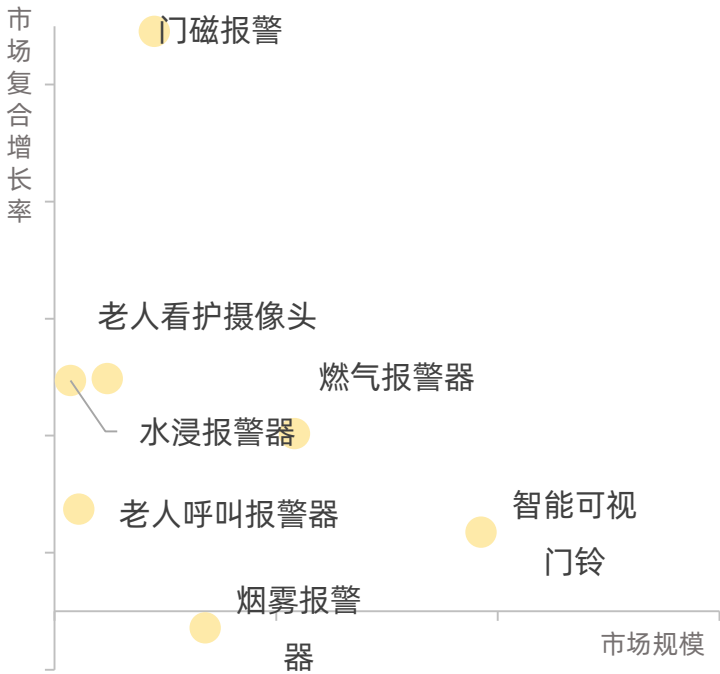 市场复合增长率
门磁报警
老人看护摄像头
燃气报警器
水浸报警器
老人呼叫报警器
智能可视
门铃
烟雾报警
器
市场规模